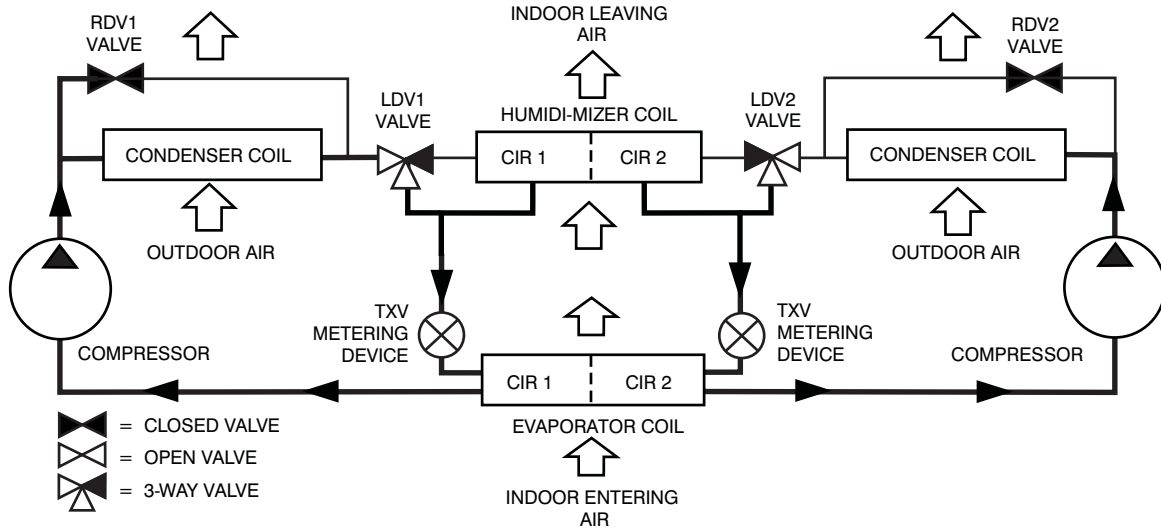 RDV1
VALVE
INDOOR LEAVING
AIR
RDV2
VALVE
LDV1
VALVE
HUMIDI-MIZER COIL
LDV2
VALVE
CONDENSER COIL
CIR 1
CIR 2
CONDENSER COIL
OUTDOOR AIR
OUTDOOR AIR
TXV
METERING
DEVICE
TXV
METERING
DEVICE
COMPRESSOR
COMPRESSOR
CIR 1
CIR 2
EVAPORATOR COIL
= CLOSED VALVE
= OPEN VALVE
= 3-WAY VALVE
INDOOR ENTERING
AIR